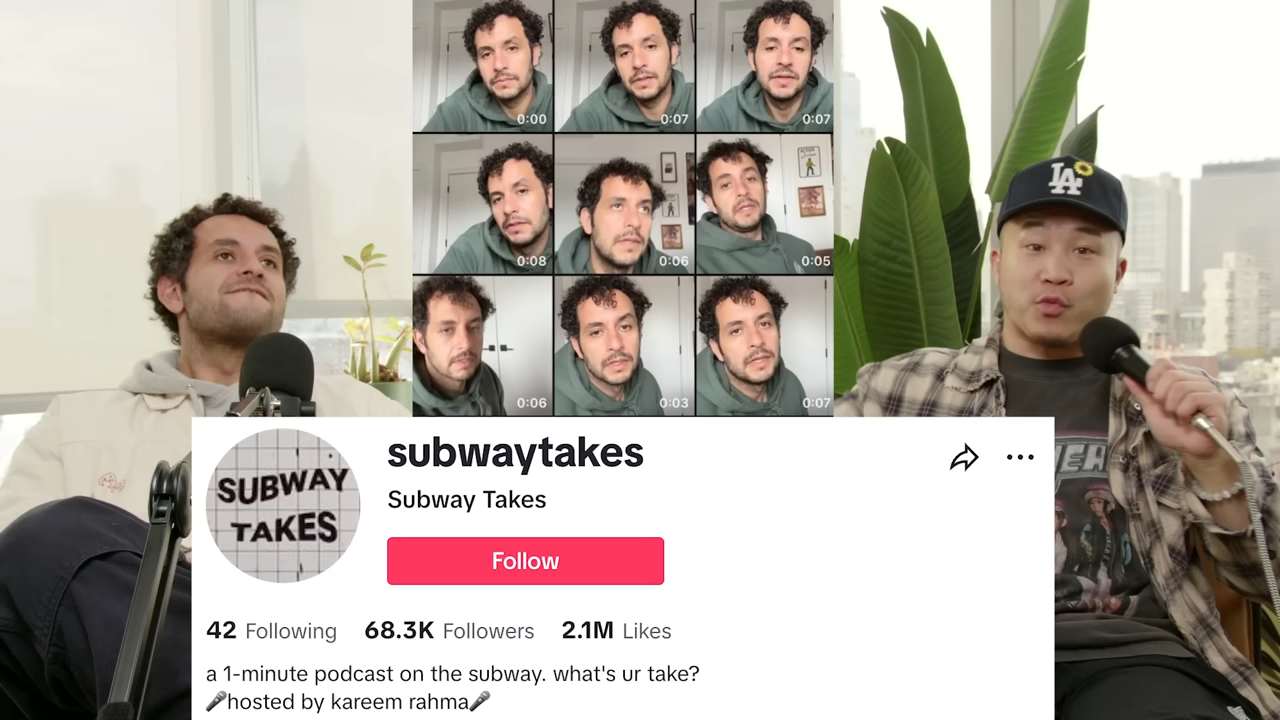 0:00
0:07
0:07
0:08
0:06
0:05
0:06
0:03
0:07
LA
SUBWAY
TAKES
subwaytakes
Subway Takes
Follow
42 Following 68.3K Followers 2.1M Likes
a 1-minute podcast on the subway. what's ur take?
🎤hosted by kareem rahma🎤